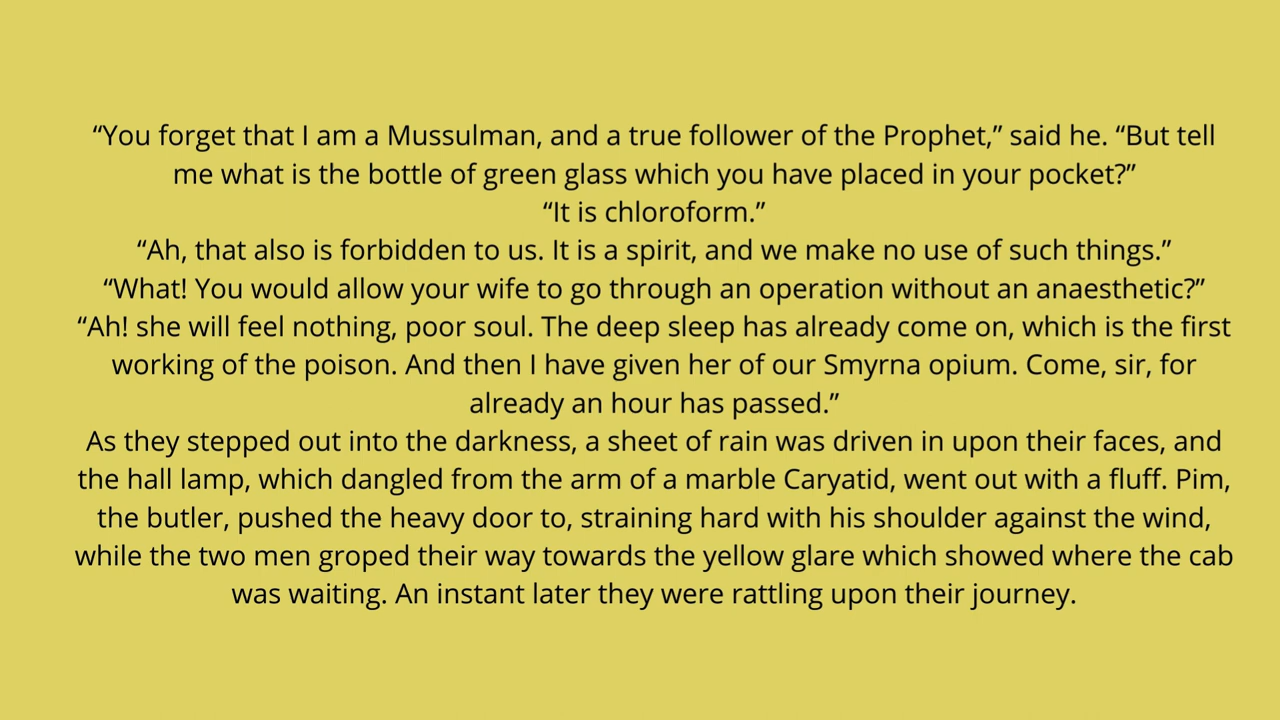 “You forget that I am a Mussulman, and a true follower of the Prophet,” said he. “But tell
me what is the bottle of green glass which you have placed in your pocket?”
“It is chloroform.”
“Ah, that also is forbidden to us. It is a spirit, and we make no use of such things.”
“What! You would allow your wife to go through an operation without an anaesthetic?”
“Ah! she will feel nothing, poor soul. The deep sleep has already come on, which is the first
working of the poison. And then I have given her of our Smyrna opium. Come, sir, for
already an hour has passed.”
As they stepped out into the darkness, a sheet of rain was driven in upon their faces, and
the hall lamp, which dangled from the arm of a marble Caryatid, went out with a fluff. Pim,
the butler, pushed the heavy door to, straining hard with his shoulder against the wind,
while the two men groped their way towards the yellow glare which showed where the cab
was waiting. An instant later they were rattling upon their journey.